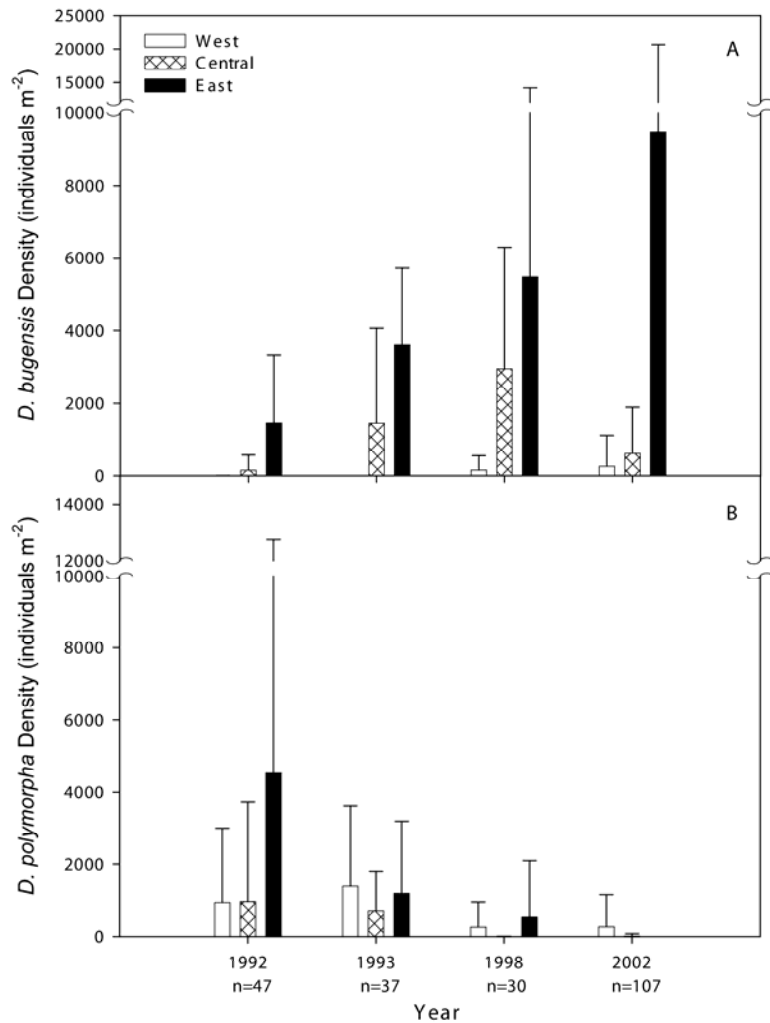 25000
20000
15000
10000
8000
6000
4000
2000
0
D. bugensis Density (individuals m-2)
West
Central
East
A
14000
12000
10000
8000
6000
4000
2000
0
D. polymorpha Density (individuals m-2)
B
1992 1993 1998 2002
n=47 n=37 n=30 n=107
Year